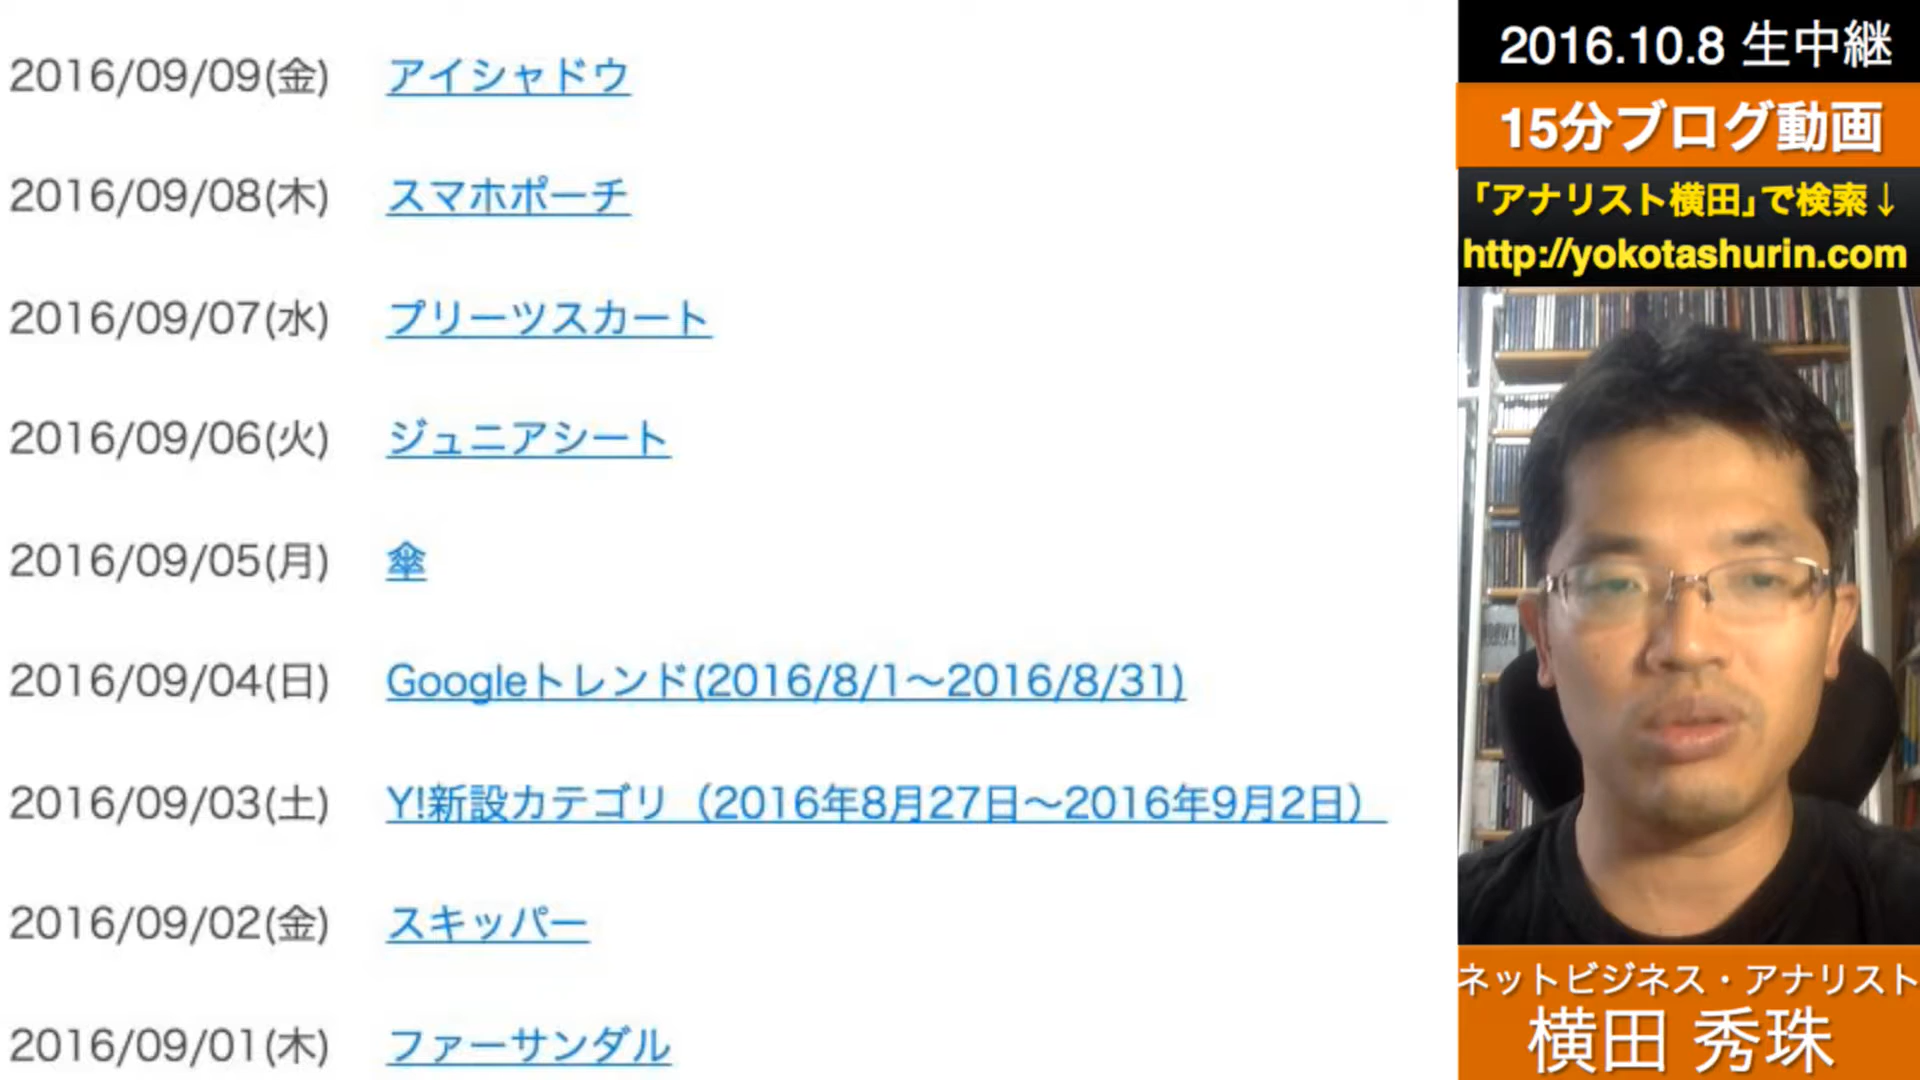 2016/09/09(金) アイシャドウ
2016/09/08(木) スマホポーチ
2016/09/07(水) プリーツスカート
2016/09/06(火) ジュニアシート
2016/09/05(月) 傘
2016/09/04(日) Googleトレンド(2016/8/1～2016/8/31)
2016/09/03(土) Y!新設カテゴリ（2016年8月27日～2016年9月2日）
2016/09/02(金) スキッパー
2016/09/01(木) ファーサンダル
2016.10.8 生中継
15分ブログ動画
「アナリスト横田」で検索↓
http://yokotashurin.com
ネットビジネス・アナリスト
横田 秀珠